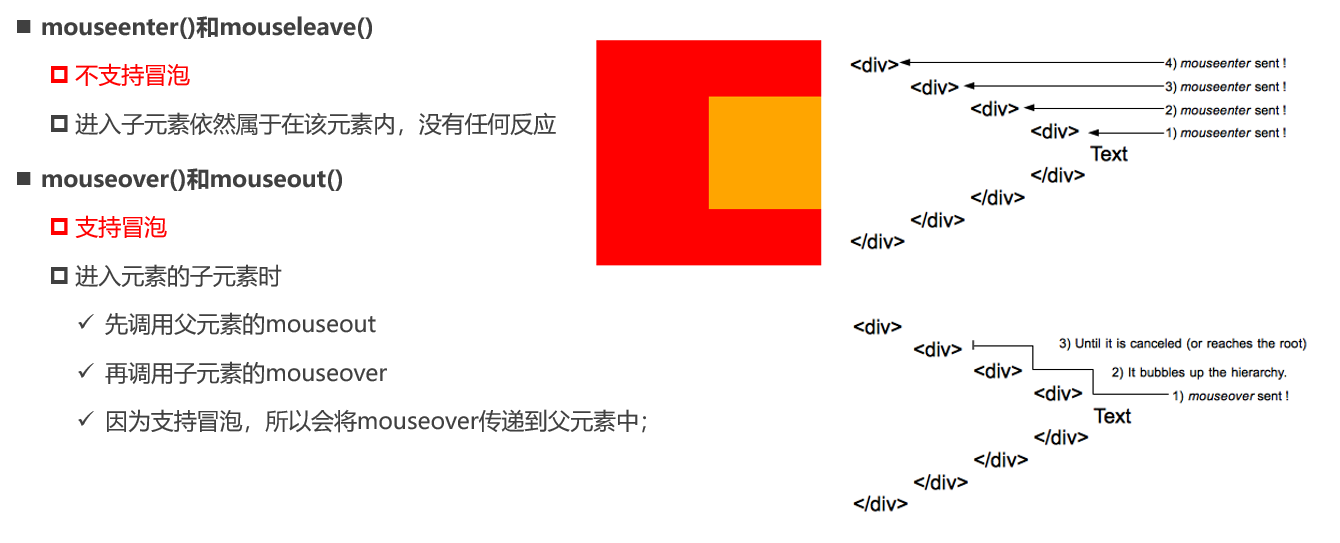 mouseenter()和mouseleave()
不支持冒泡
进入子元素依然属于在该元素内，没有任何反应
mouseover()和mouseout()
支持冒泡
进入元素的子元素时
先调用父元素的mouseout
再调用子元素的mouseover
因为支持冒泡，所以会将mouseover传递到父元素中；
<div>
4) mouseenter sent !
<div>
3) mouseenter sent !
<div>
2) mouseenter sent !
<div>
1) mouseenter sent !
Text
</div>
</div>
</div>
</div>
<div>
<div>
3) Until it is canceled (or reaches the root)
<div>
2) It bubbles up the hierarchy.
<div>
1) mouseover sent !
Text
</div>
</div>
</div>
</div>